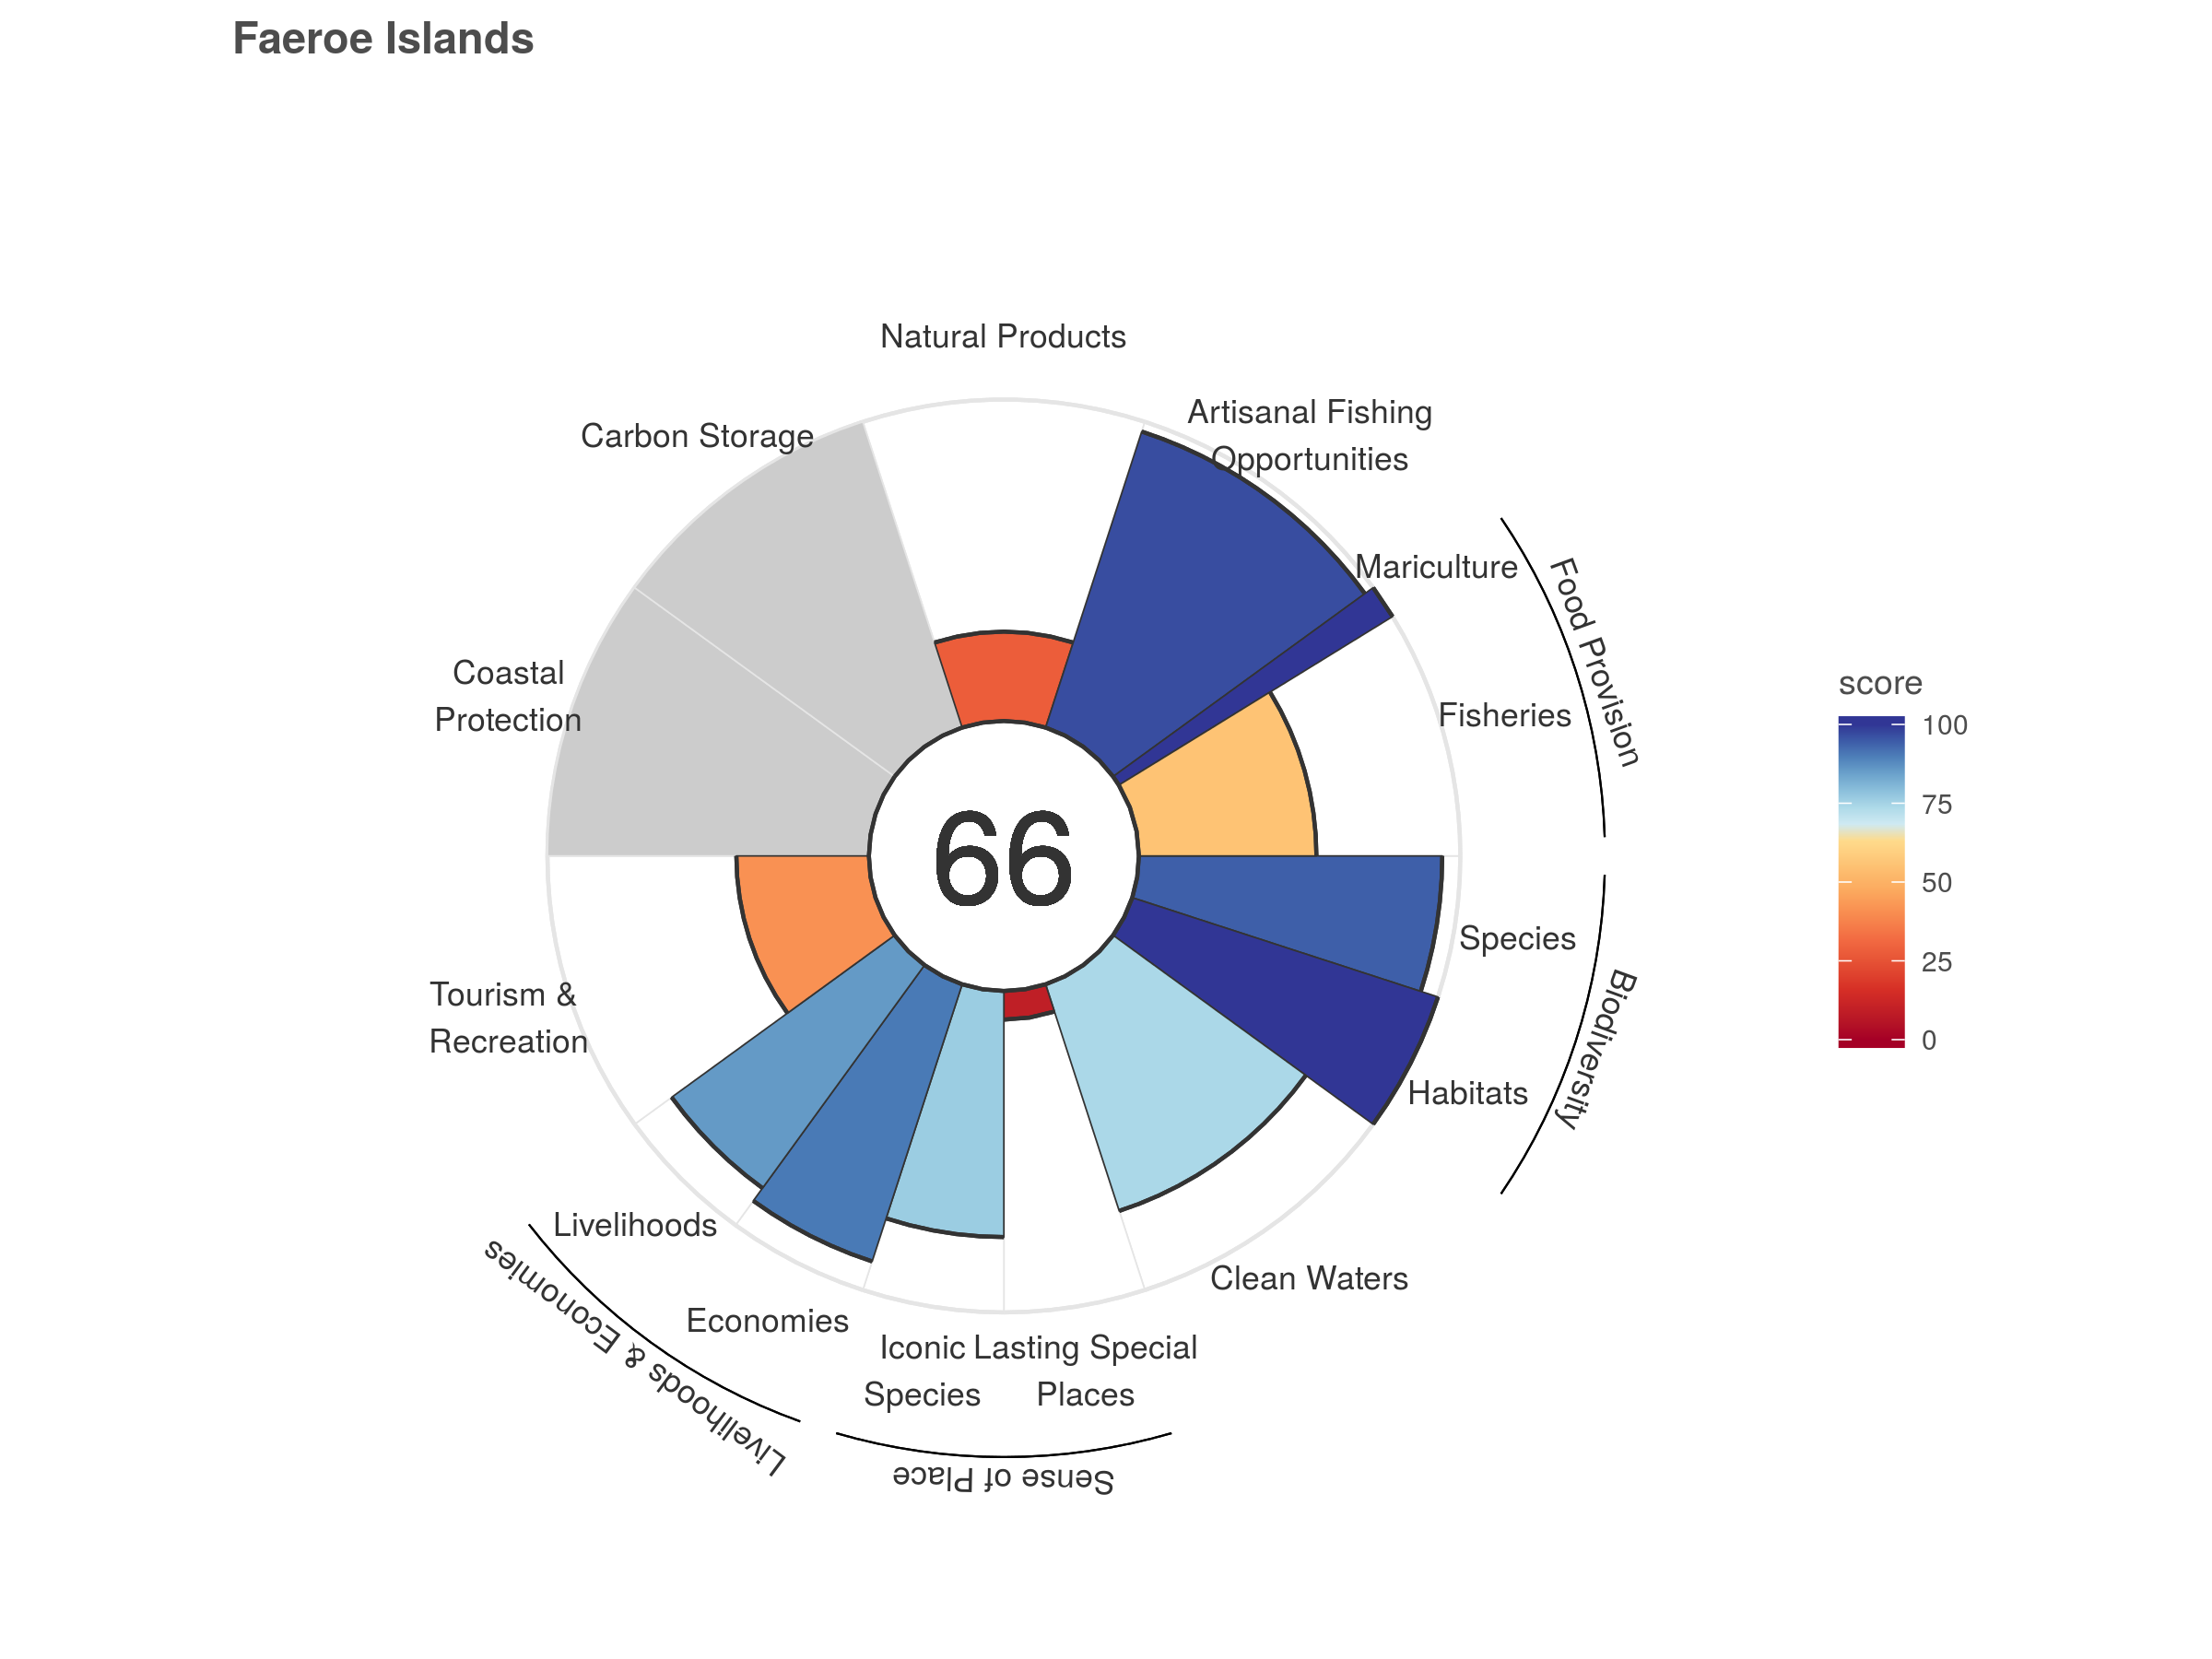 Faeroe Islands
Natural Products
Artisanal Fishing
Opportunities
Carbon Storage
Mariculture
Food Provision
Fisheries
Coastal
Protection
score
100
75
50
25
0
66
Species
Biodiversity
Tourism &
Recreation
Habitats
Livelihoods
Clean Waters
Economies
Livelihoods & Economies
Iconic
Species
Lasting Special
Places
Sense of Place